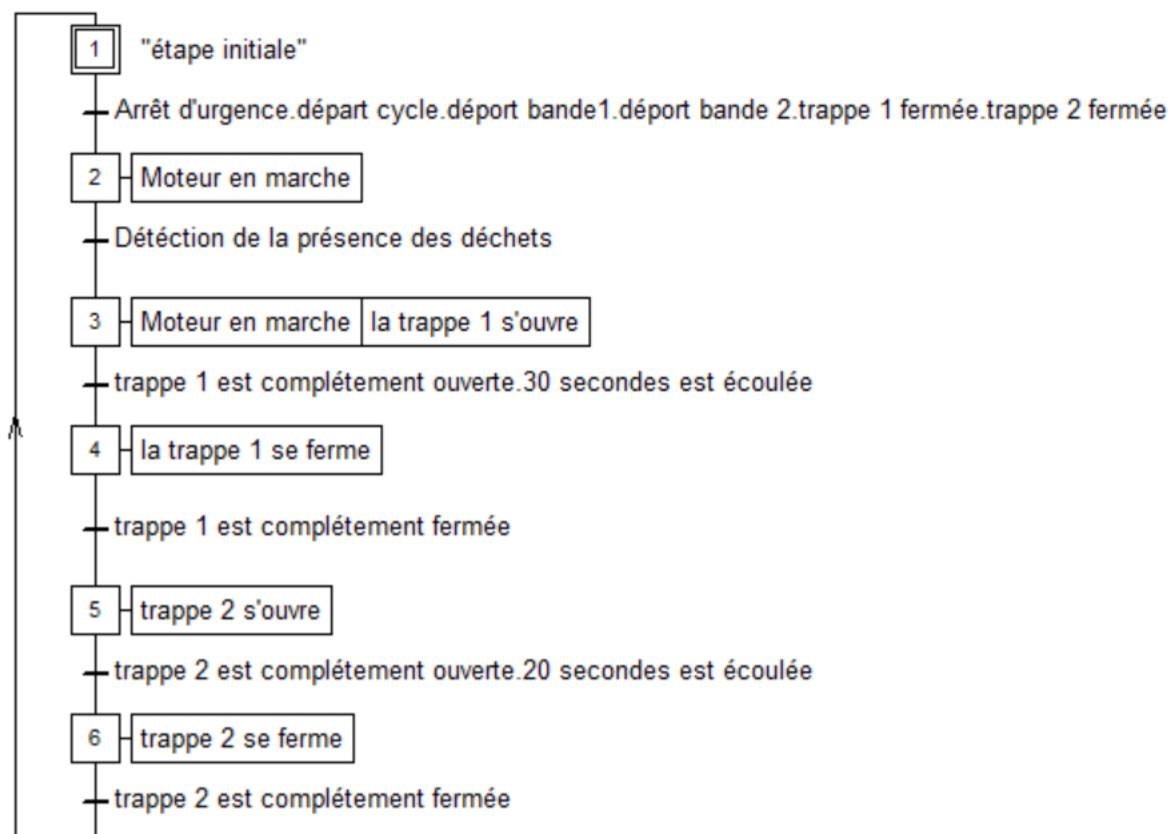 1 "étape initiale"
Arrêt d'urgence.départ cycle.déport bande1.déport bande 2.trappe 1 fermée.trappe 2 fermée
2 Moteur en marche
Détéction de la présence des déchets
3 Moteur en marche la trappe 1 s'ouvre
trappe 1 est complétement ouverte.30 secondes est écoulée
4 la trappe 1 se ferme
trappe 1 est complétement fermée
5 trappe 2 s'ouvre
trappe 2 est complétement ouverte.20 secondes est écoulée
6 trappe 2 se ferme
trappe 2 est complétement fermée